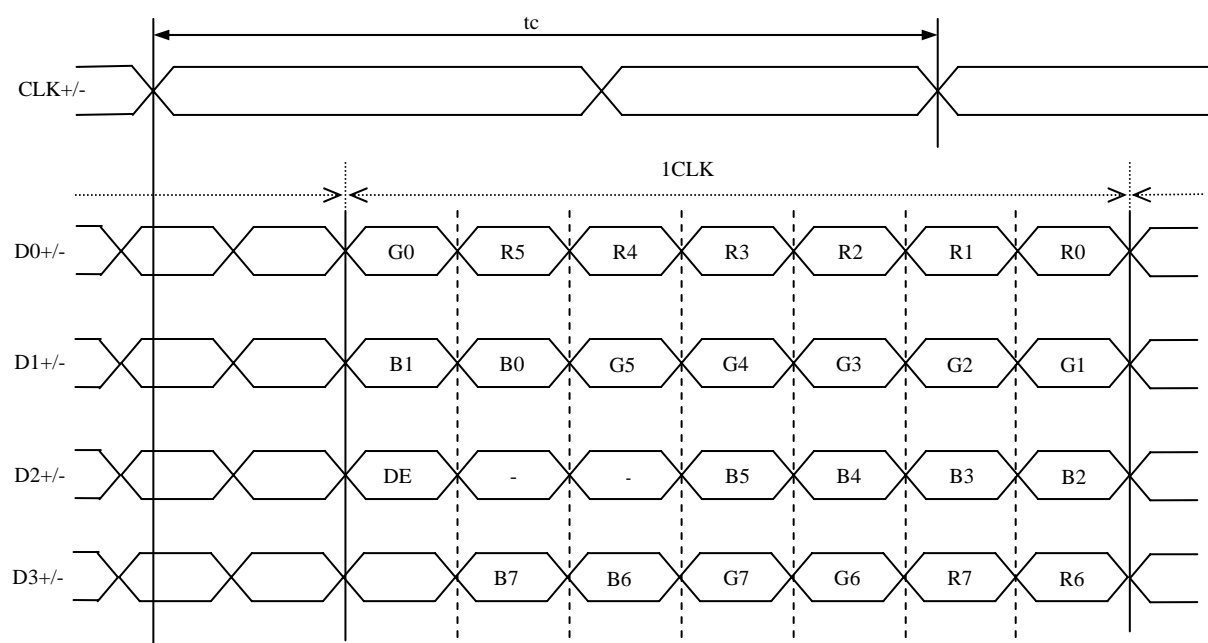 tc
CLK+/-
1CLK
D0+/- G0 R5 R4 R3 R2 R1 R0
D1+/- B1 B0 G5 G4 G3 G2 G1
D2+/- DE - - B5 B4 B3 B2
D3+/- B7 B6 G7 G6 R7 R6